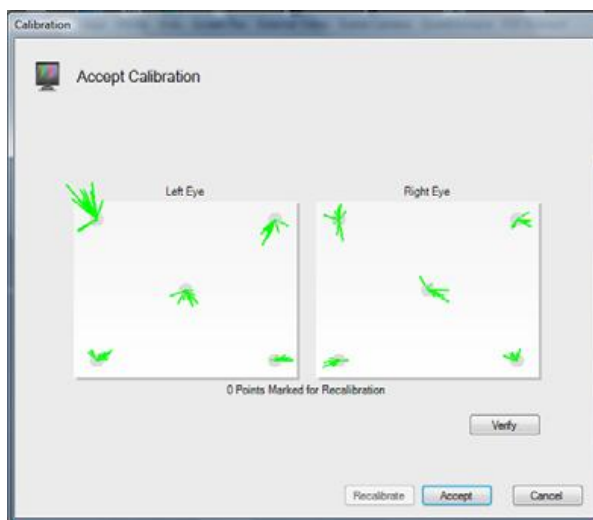 Calibration
Accept Calibration
Left Eye
Right Eye
0 Points Marked for Recalibration
Verify
Recalibrate
Accept
Cancel